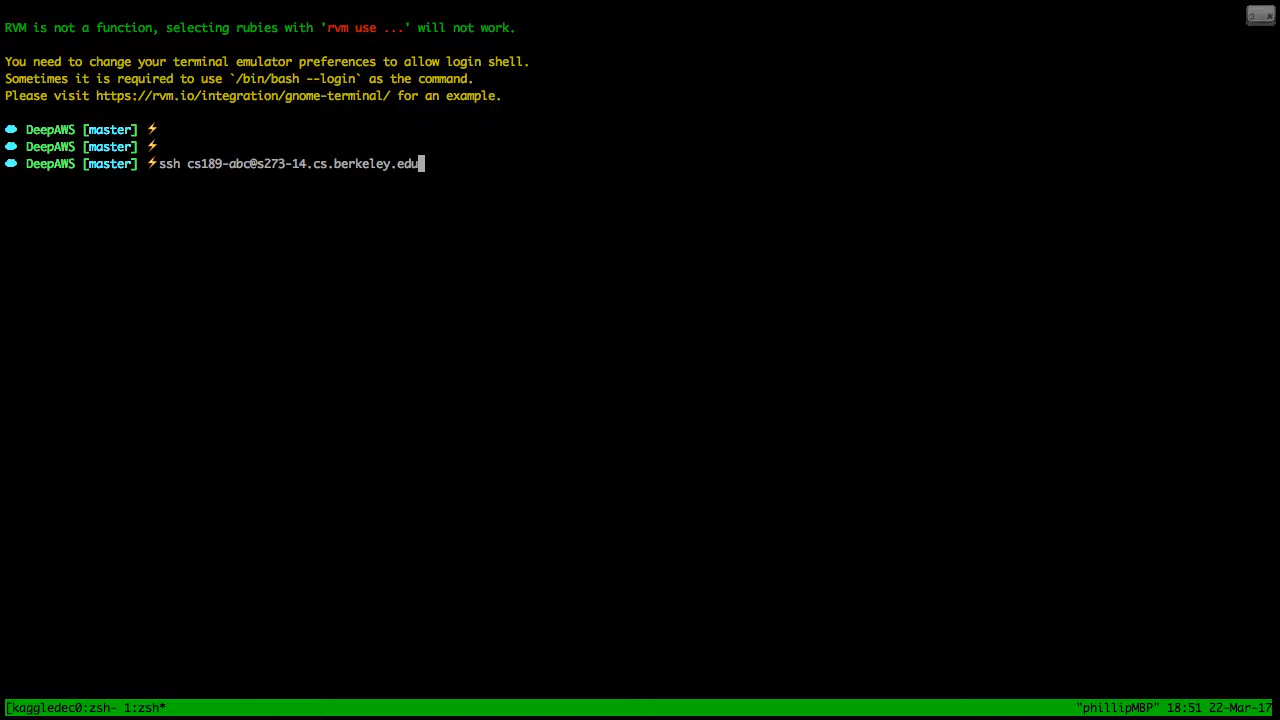 RVM is not a function, selecting rubies with 'rvm use ...' will not work.
You need to change your terminal emulator preferences to allow login shell.
Sometimes it is required to use `/bin/bash --login` as the command.
Please visit https://rvm.io/integration/gnome-terminal/ for an example.
DeepAWS [master] ⚡
DeepAWS [master] ⚡
DeepAWS [master] ⚡ssh cs189-abc@s273-14.cs.berkeley.edu
[kaggledec0:zsh- 1:zsh* "phillipMBP" 18:51 22-Mar-17